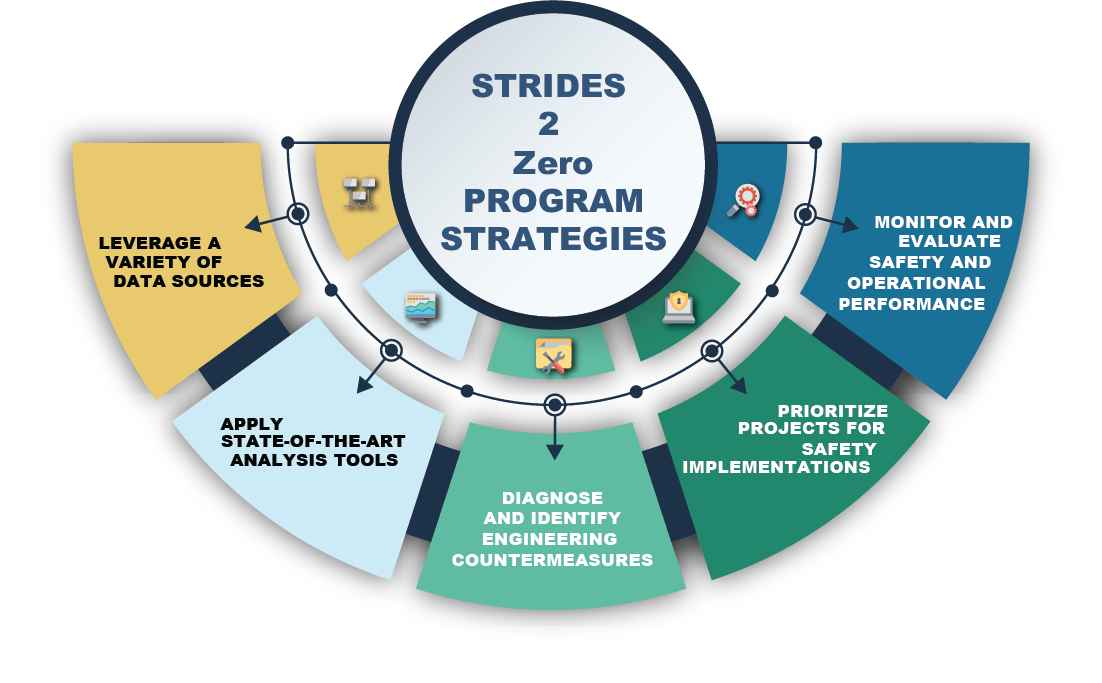 STRIDES
2
Zero
PROGRAM
STRATEGIES
LEVERAGE A
VARIETY OF
DATA SOURCES
APPLY
STATE-OF-THE-ART
ANALYSIS TOOLS
DIAGNOSE
AND IDENTIFY
ENGINEERING
COUNTERMEASURES
PRIORITIZE
PROJECTS FOR
SAFETY
IMPLEMENTATIONS
MONITOR AND
EVALUATE
SAFETY AND
OPERATIONAL
PERFORMANCE